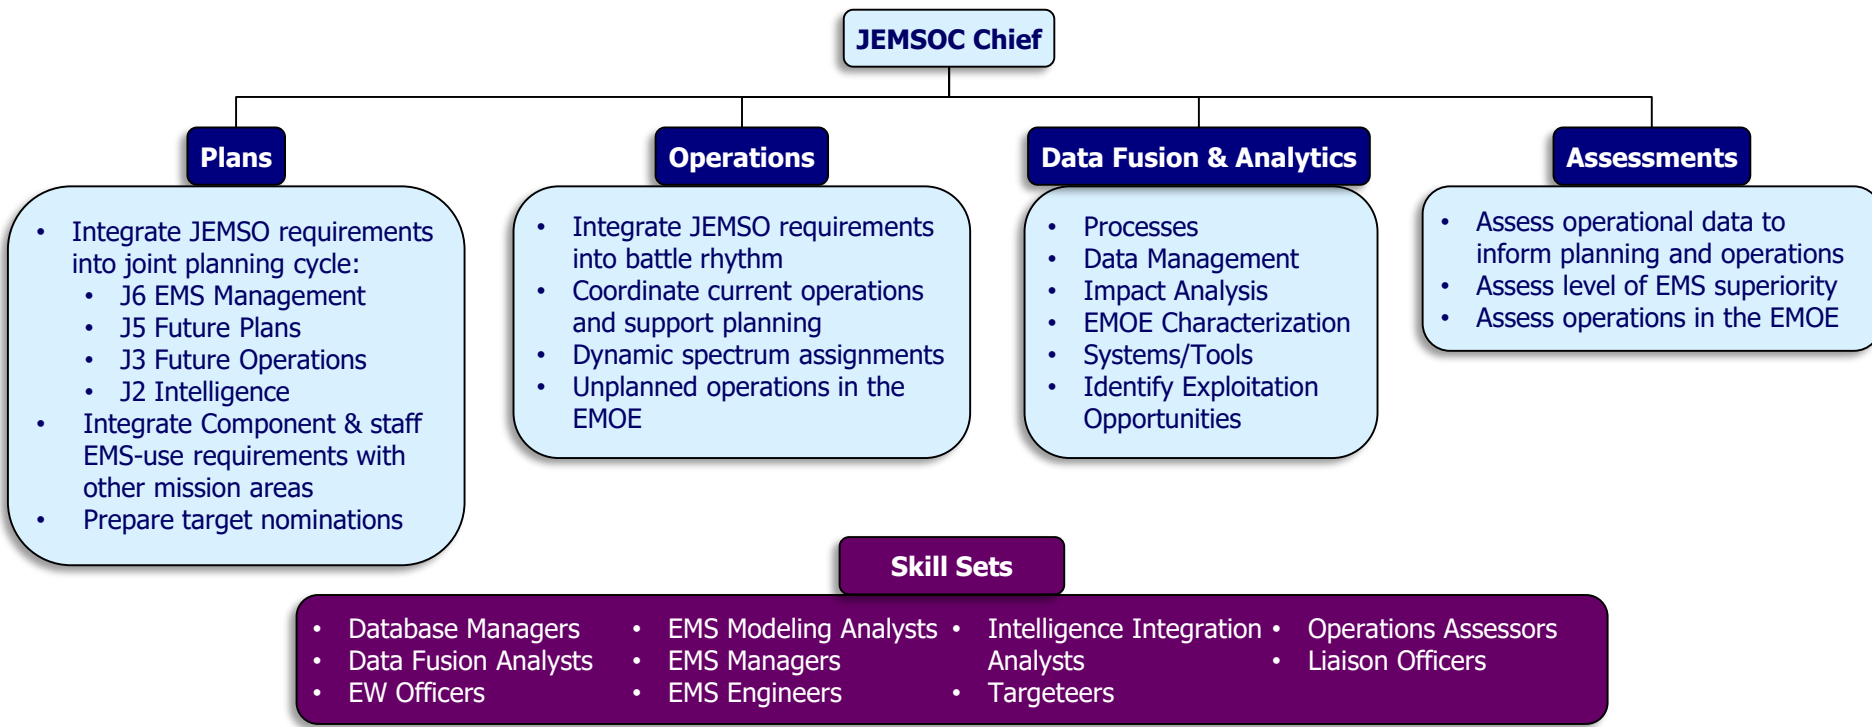 JEMSOC Chief
Plans
• Integrate JEMSO requirements
into joint planning cycle:
• J6 EMS Management
• J5 Future Plans
• J3 Future Operations
• J2 Intelligence
• Integrate Component & staff
EMS-use requirements with
other mission areas
• Prepare target nominations
Operations
• Integrate JEMSO requirements
into battle rhythm
• Coordinate current operations
and support planning
• Dynamic spectrum assignments
• Unplanned operations in the
EMOE
Data Fusion & Analytics
• Processes
• Data Management
• Impact Analysis
• EMOE Characterization
• Systems/Tools
• Identify Exploitation
Opportunities
Assessments
• Assess operational data to
inform planning and operations
• Assess level of EMS superiority
• Assess operations in the EMOE
Skill Sets
• Database Managers
• Data Fusion Analysts
• EW Officers
• EMS Modeling Analysts
• EMS Managers
• EMS Engineers
• Intelligence Integration
Analysts
• Targeteers
• Operations Assessors
• Liaison Officers